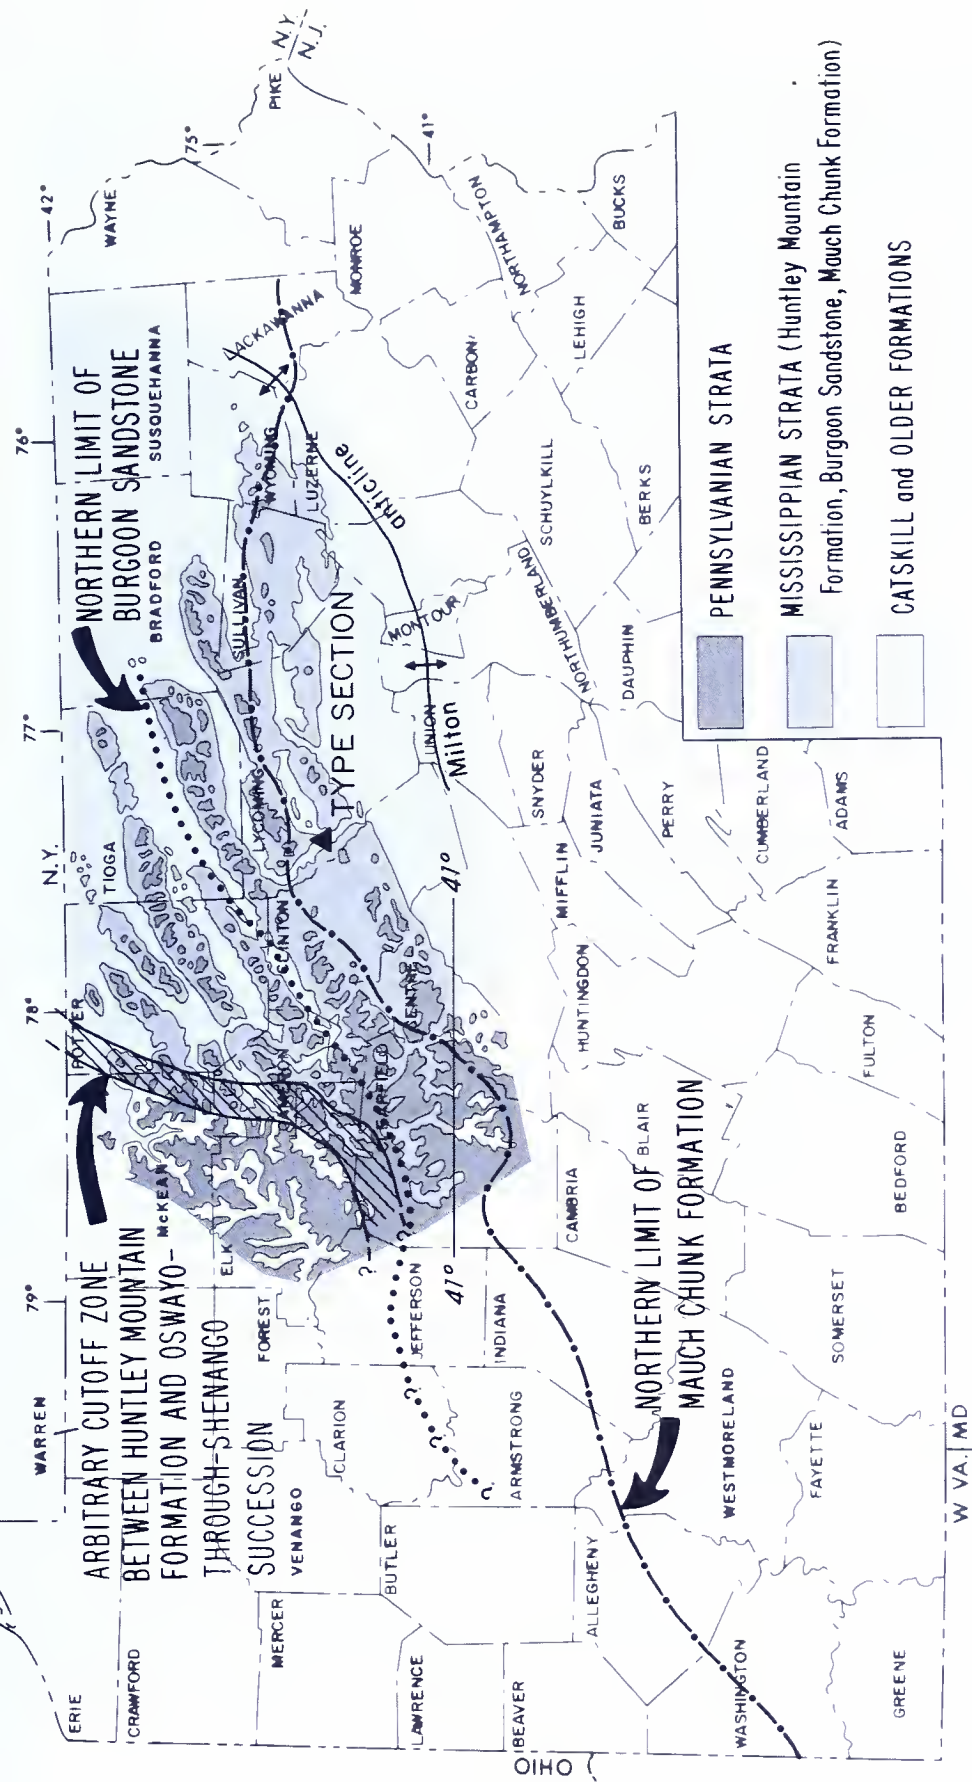 ARBITRARY CUTOFF ZONE
BETWEEN HUNTLEY MOUNTAIN
FORMATION AND OSWAYO-
THROUGH-SHENANGO
SUCCESSION
NORTHERN LIMIT OF
BURGOON SANDSTONE
TYPE SECTION
NORTHERN LIMIT OF
MAUCH CHUNK FORMATION
79°
78°
77°
76°
75°
42°
41°
41°
41°
N.Y.
N.Y.
N.J.
OHIO
W VA.
MD
ERIE
CRAWFORD
WARREN
McKEAN
POTTER
TIOGA
BRADFORD
SUSQUEHANNA
WAYNE
PIKE
MERCER
VENANGO
FOREST
ELK
CAMERON
CLINTON
LYCOMING
SULLIVAN
WYOMING
LACKAWANNA
LUZERNE
MONROE
LAWRENCE
BUTLER
CLARION
JEFFERSON
CLEARFIELD
CENTRE
UNION
MONTOUR
Milton
anticline
CARBON
NORTHAMPTON
BEAVER
ARMSTRONG
INDIANA
CAMBRIA
BLAIR
HUNTINGDON
MIFFLIN
SNYDER
JUNIATA
NORTHUMBERLAND
SCHUYLKILL
LEHIGH
BUCKS
ALLEGHENY
WESTMORELAND
PERRY
DAUPHIN
BERKS
WASHINGTON
GREENE
FAYETTE
SOMERSET
BEDFORD
FULTON
FRANKLIN
CUMBERLAND
ADAMS
?
?
?
?
?
PENNSYLVANIAN STRATA
MISSISSIPPIAN STRATA (Huntley Mountain
Formation, Burgoon Sandstone, Mauch Chunk Formation)
CATSKILL and OLDER FORMATIONS